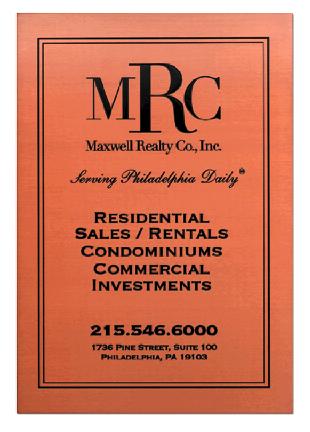 MRC
Maxwell Realty Co., Inc.
Serving Philadelphia Daily®
RESIDENTIAL
SALES / RENTALS
CONDOMINIUMS
COMMERCIAL
INVESTMENTS
215.546.6000
1736 PINE STREET, SUITE 100
PHILADELPHIA, PA 19103